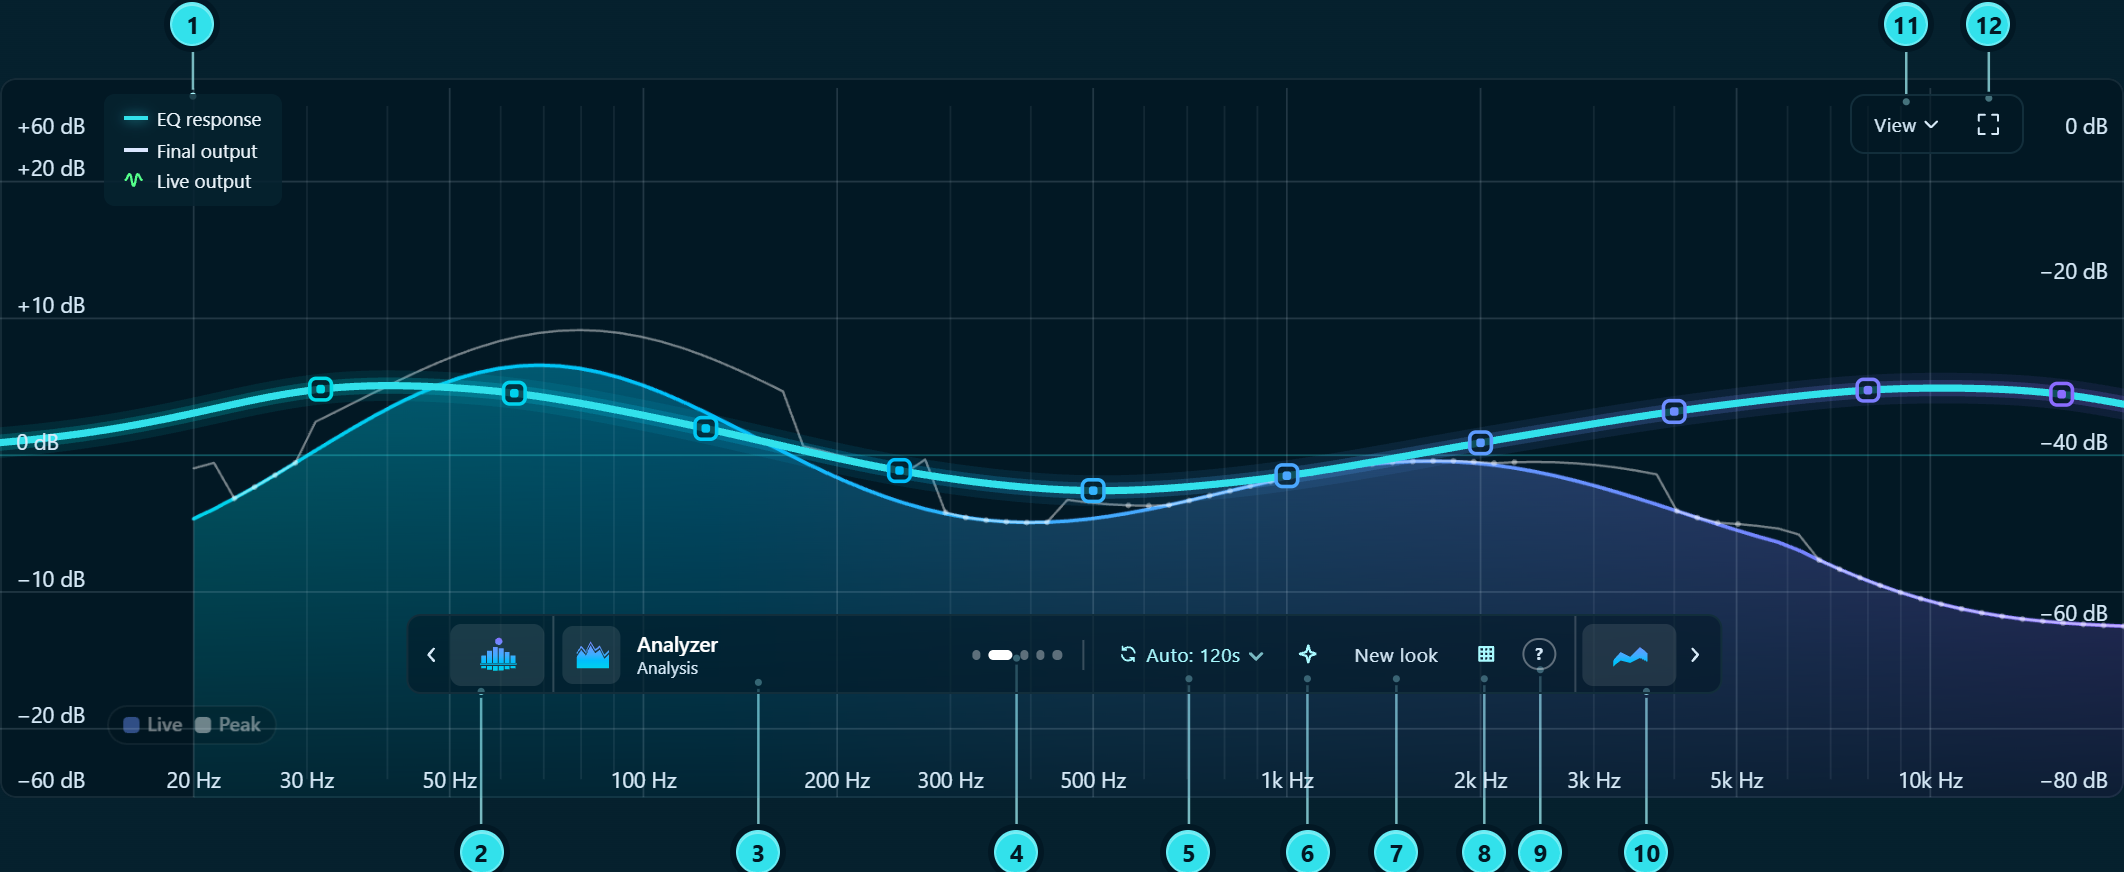 1
11
12
EQ response
Final output
Live output
View
+60 dB
0 dB
+20 dB
−20 dB
+10 dB
0 dB
−40 dB
−10 dB
−60 dB
Analyzer
Analysis
Auto: 120s
New look
?
−20 dB
Live
Peak
−60 dB
20 Hz
30 Hz
50 Hz
100 Hz
200 Hz
300 Hz
500 Hz
1k Hz
2k Hz
3k Hz
5k Hz
10k Hz
−80 dB
2
3
4
5
6
7
8
9
10